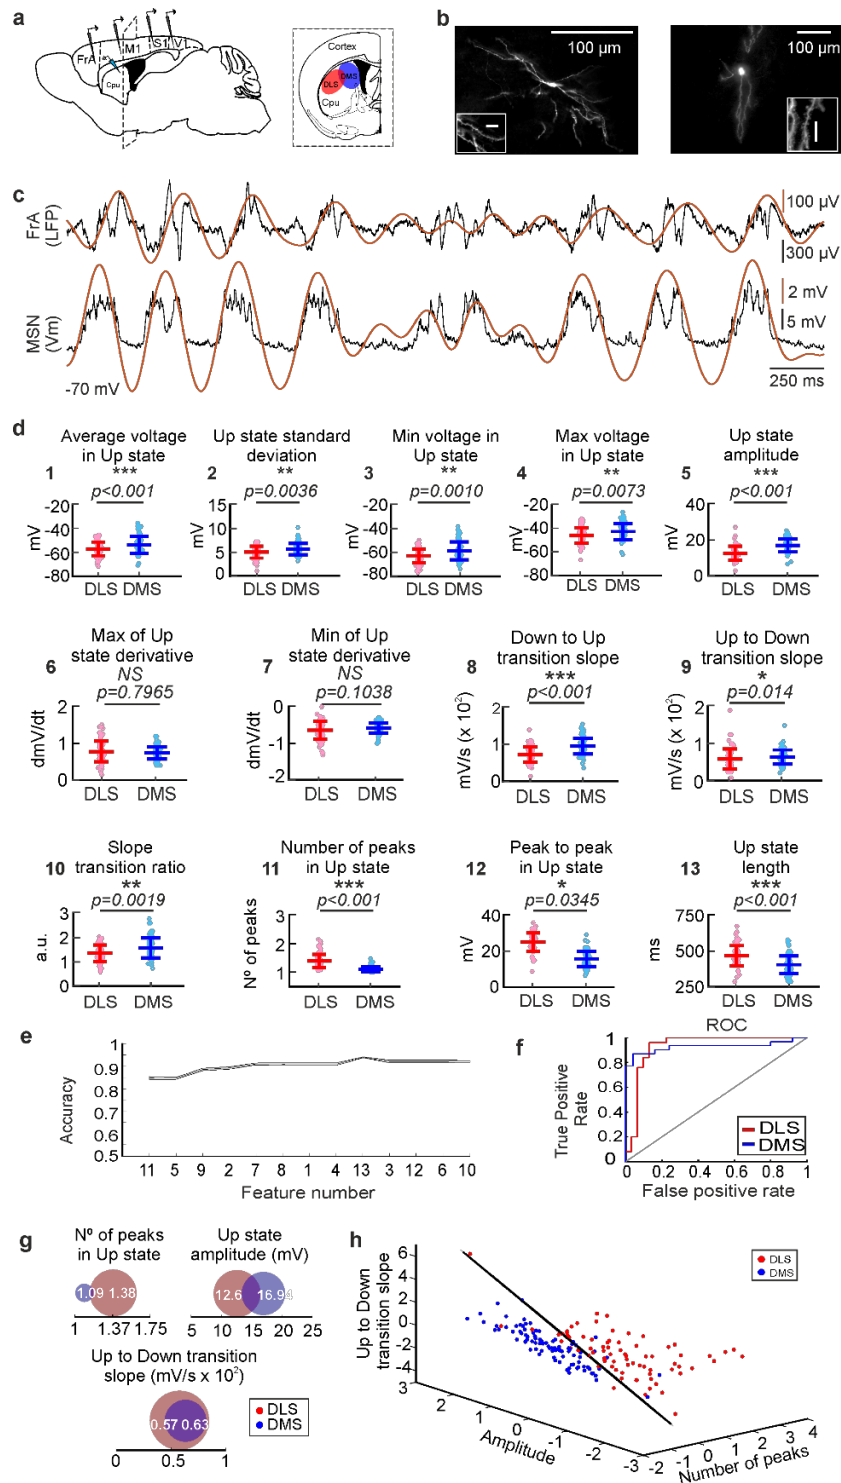 a
FrA
M1
S1
V
Cpu
Cortex
DLS
DMS
Cpu
b
100 µm
100 µm
c
FrA
(LFP)
100 µV
300 µV
MSN
(Vm)
2 mV
5 mV
-70 mV
250 ms
d
1
Average voltage
in Up state
***
p<0.001
mV
-20
-40
-60
-80
DLS DMS
2
Up state standard
deviation
**
p=0.0036
mV
15
10
5
0
DLS DMS
3
Min voltage in
Up state
**
p=0.0010
mV
-20
-40
-60
-80
DLS DMS
4
Max voltage
in Up state
**
p=0.0073
mV
-20
-40
-60
-80
DLS DMS
5
Up state
amplitude
***
p<0.001
mV
40
20
0
DLS DMS
6
Max of Up
state derivative
NS
p=0.7965
dmV/dt
2
1
0
DLS DMS
7
Min of Up
state derivative
NS
p=0.1038
dmV/dt
0
-1
-2
DLS DMS
8
Down to Up
transition slope
***
p<0.001
mV/s (x 10²)
2
1
0
DLS DMS
9
Up to Down
transition slope
*
p=0.014
mV/s (x 10²)
2
1
0
DLS DMS
10
Slope
transition ratio
**
p=0.0019
a.u.
3
2
1
0
DLS DMS
11
Number of peaks
in Up state
***
p<0.001
Nº of peaks
3
2
1
DLS DMS
12
Peak to peak
in Up state
*
p=0.0345
mV
40
20
0
DLS DMS
13
Up state
length
***
p<0.001
ms
750
500
250
DLS DMS
e
Accuracy
1
0.9
0.8
0.7
0.6
0.5
11 5 9 2 7 8 1 4 13 3 12 6 10
Feature number
f
ROC
True Positive
Rate
1
0.8
0.6
0.4
0.2
0
DLS
DMS
0 0.2 0.4 0.6 0.8 1
False positive rate
g
Nº of peaks
in Up state
1.09 1.38
1 1.37 1.75
Up state
amplitude (mV)
12.6 16.94
5 10 15 20 25
Up to Down transition
slope (mV/s x 10²)
0.57 0.63
0 0.5 1
DLS
DMS
h
Up to Down
transition slope
6
4
2
0
-2
-4
3 2 1 0 -1 -2 -3
Amplitude
-2 -1 0 1 2 3 4
Number of peaks
DLS
DMS